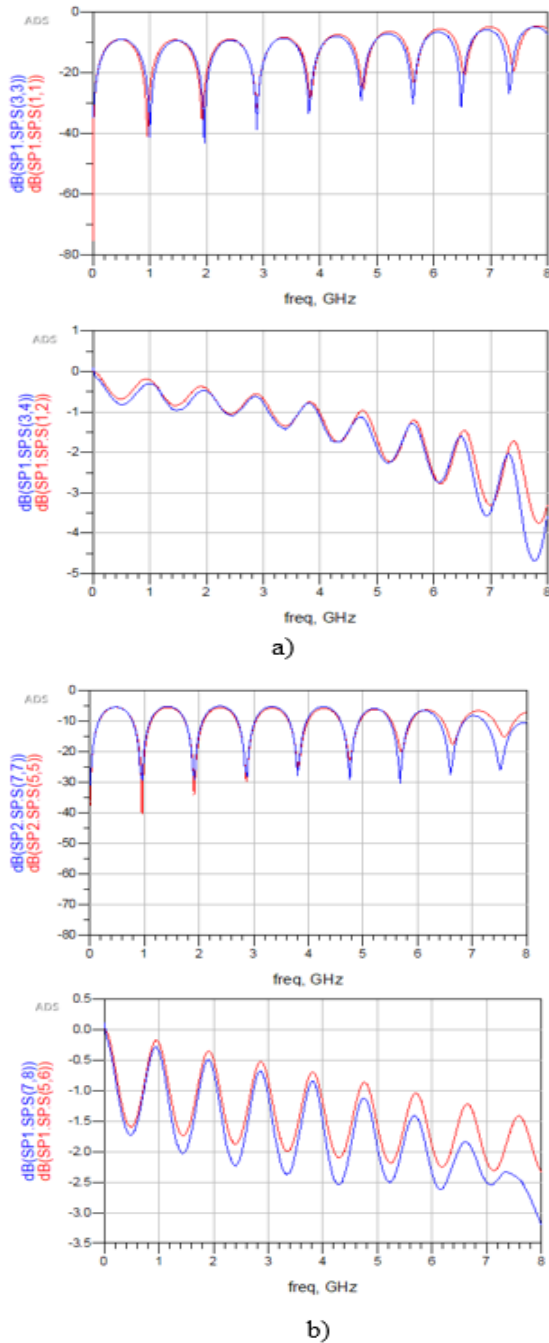 ADS
0
-20
-40
-60
-80
dB(SP1.SP.S(3,3))
dB(SP1.SP.S(1,1))
0 1 2 3 4 5 6 7 8
freq, GHz
ADS
1
0
-1
-2
-3
-4
-5
dB(SP1.SP.S(3,4))
dB(SP1.SP.S(1,2))
0 1 2 3 4 5 6 7 8
freq, GHz
a)
ADS
0
-10
-20
-30
-40
-50
-60
-70
-80
dB(SP2.SP.S(7,7))
dB(SP2.SP.S(5,5))
0 1 2 3 4 5 6 7 8
freq, GHz
ADS
0.5
0.0
-0.5
-1.0
-1.5
-2.0
-2.5
-3.0
-3.5
dB(SP1.SP.S(7,8))
dB(SP1.SP.S(5,6))
0 1 2 3 4 5 6 7 8
freq, GHz
b)